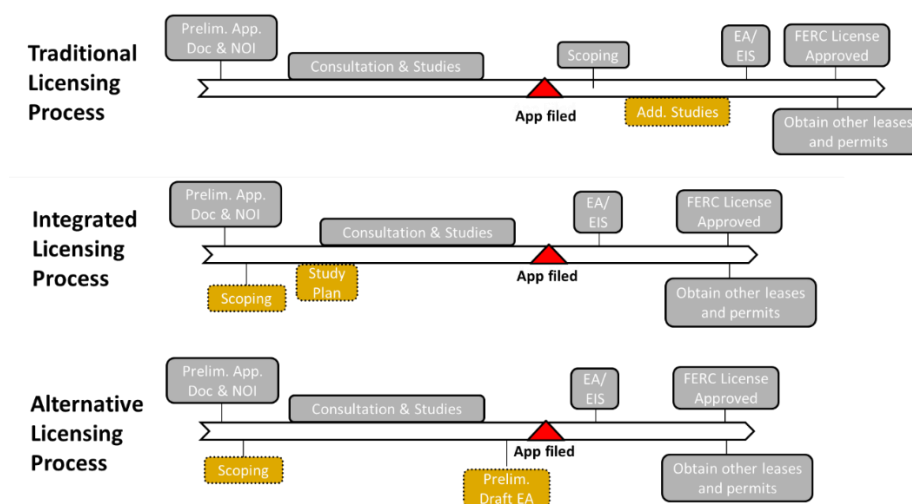 Traditional
Licensing
Process
Prelim. App.
Doc & NOI
Consultation & Studies
App filed
Scoping
Add. Studies
EA/
EIS
FERC License
Approved
Obtain other leases
and permits
Integrated
Licensing
Process
Prelim. App.
Doc & NOI
Scoping
Study
Plan
Consultation & Studies
App filed
EA/
EIS
FERC License
Approved
Obtain other leases
and permits
Alternative
Licensing
Process
Prelim. App.
Doc & NOI
Scoping
Consultation & Studies
Prelim.
Draft EA
App filed
EA/
EIS
FERC License
Approved
Obtain other leases
and permits